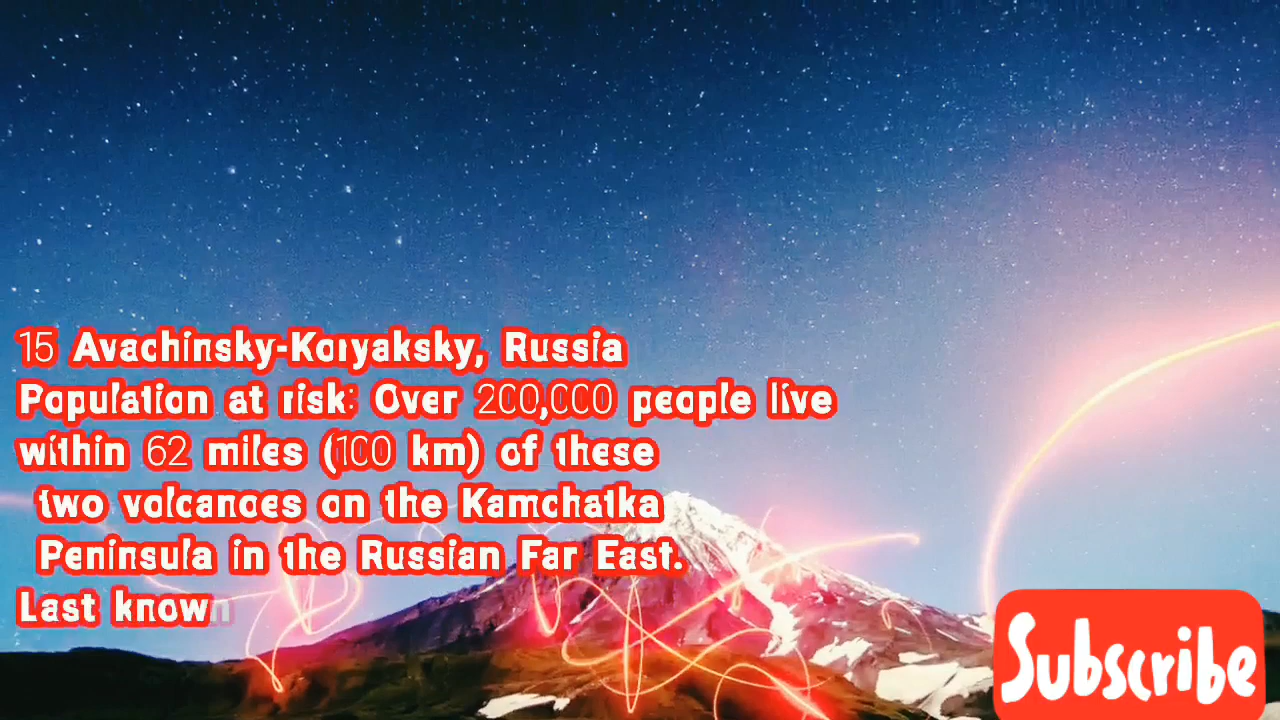 15 Avachinsky-Koryaksky, Russia
Population at risk: Over 200,000 people live
within 62 miles (100 km) of these
two volcanoes on the Kamchatka
Peninsula in the Russian Far East.
Last known
Subscribe